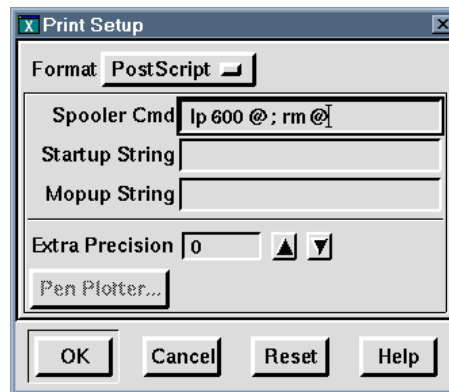 X Print Setup X
Format PostScript
Spooler Cmd lp 600 @ ; rm @
Startup String
Mopup String
Extra Precision 0
Pen Plotter...
OK Cancel Reset Help